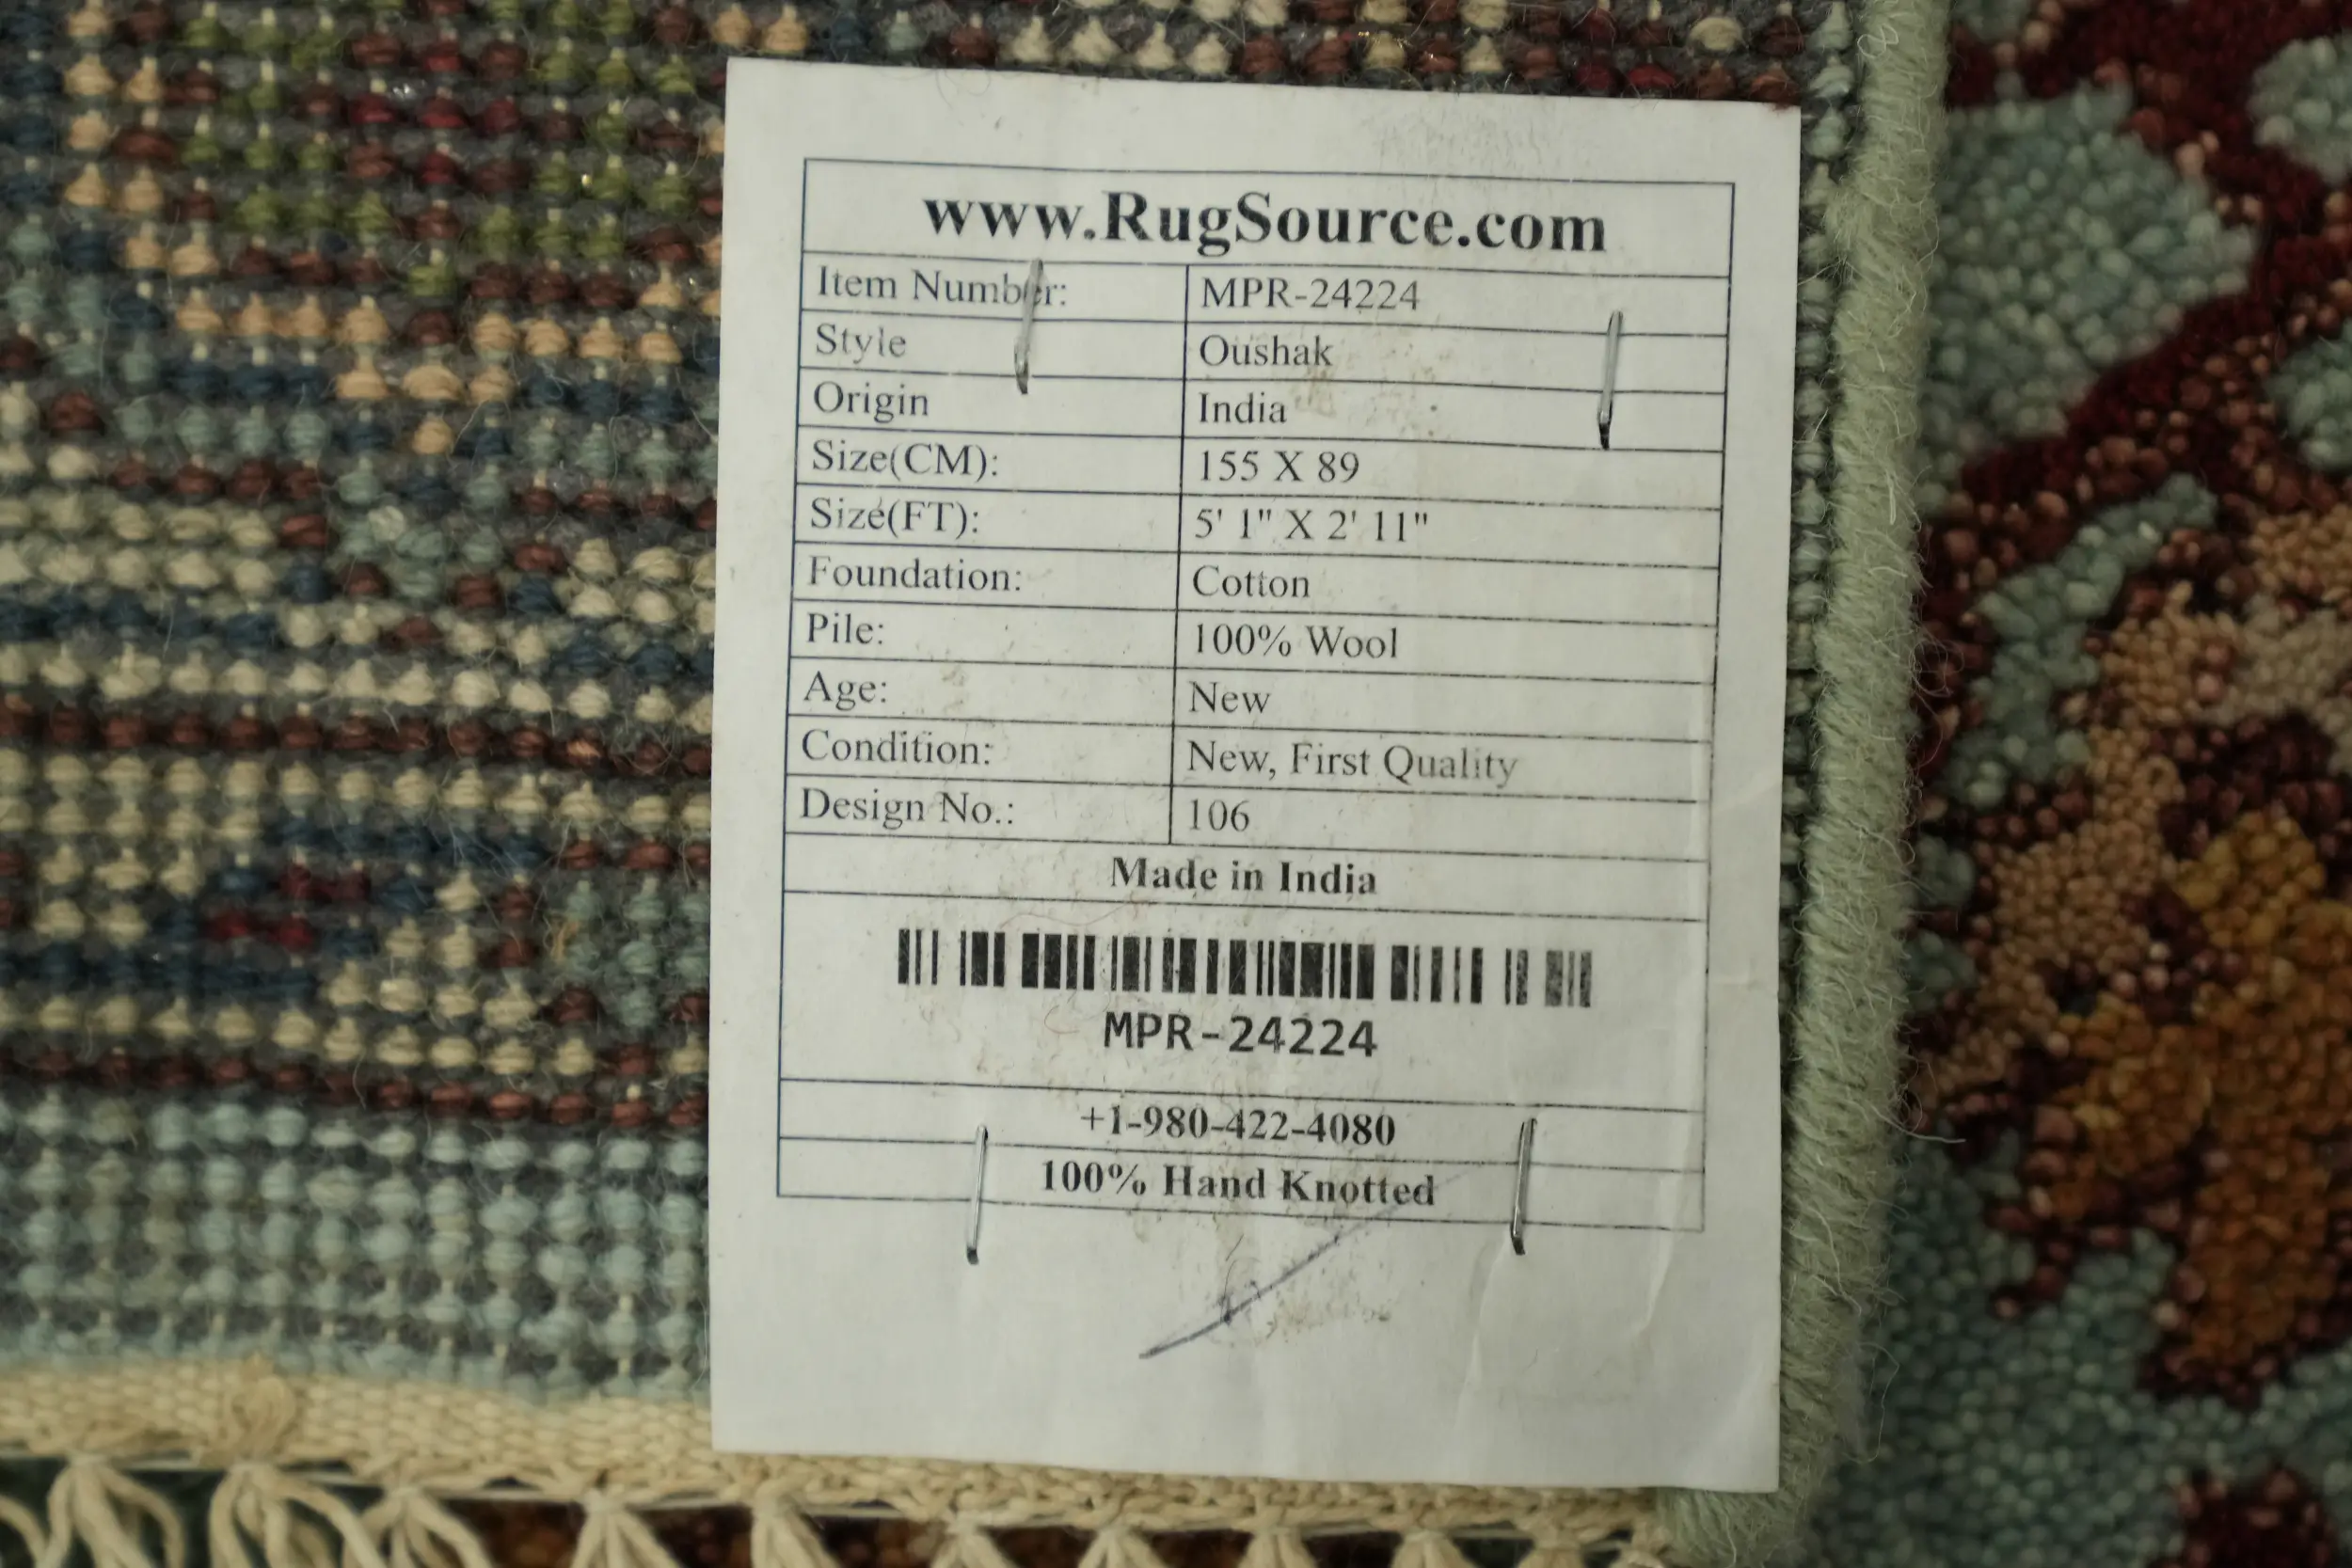 www.RugSource.com
Item Number: MPR-24224
Style Oushak
Origin India
Size(CM): 155 X 89
Size(FT): 5' 1" X 2' 11"
Foundation: Cotton
Pile: 100% Wool
Age: New
Condition: New, First Quality
Design No.: 106
Made in India
MPR-24224
+1-980-422-4080
100% Hand Knotted